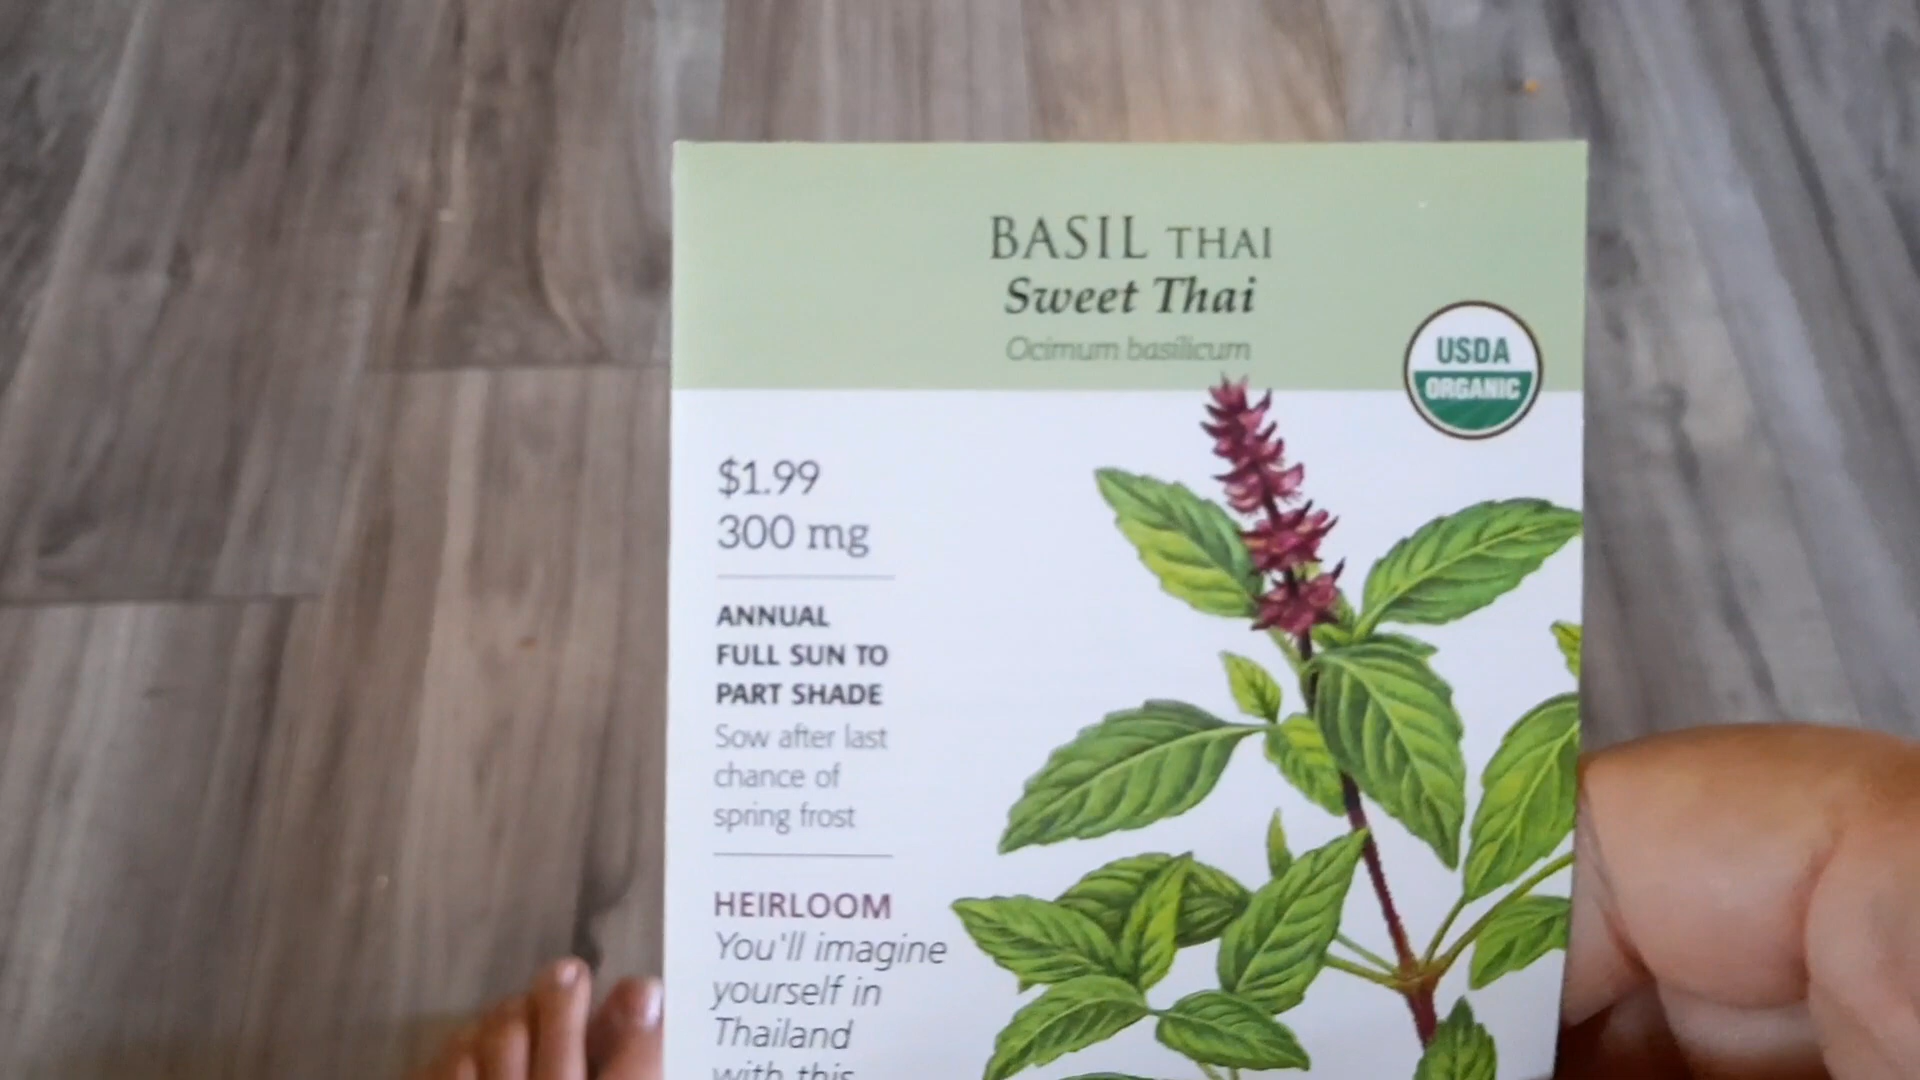 BASIL THAI
Sweet Thai
Ocimum basilicum
USDA
ORGANIC
$1.99
300 mg
ANNUAL
FULL SUN TO
PART SHADE
Sow after last
chance of
spring frost
HEIRLOOM
You'll imagine
yourself in
Thailand
with this